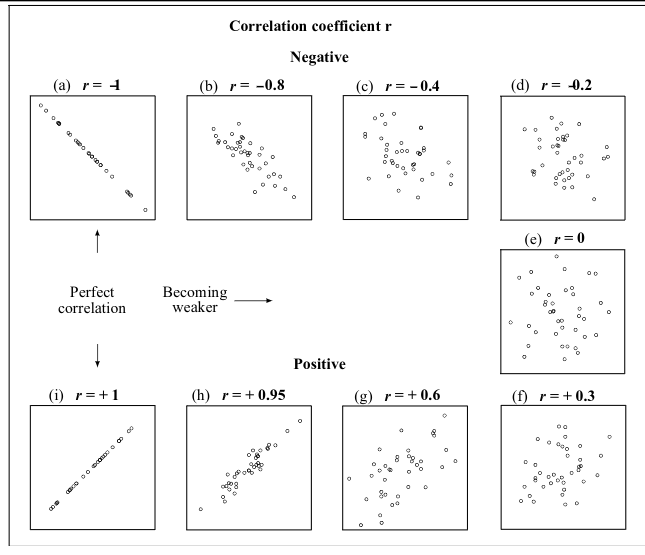 Correlation coefficient r
Negative
(a) r = -1
(b) r = -0.8
(c) r = -0.4
(d) r = -0.2
(e) r = 0
Perfect
correlation
Becoming
weaker
Positive
(i) r = + 1
(h) r = + 0.95
(g) r = + 0.6
(f) r = + 0.3